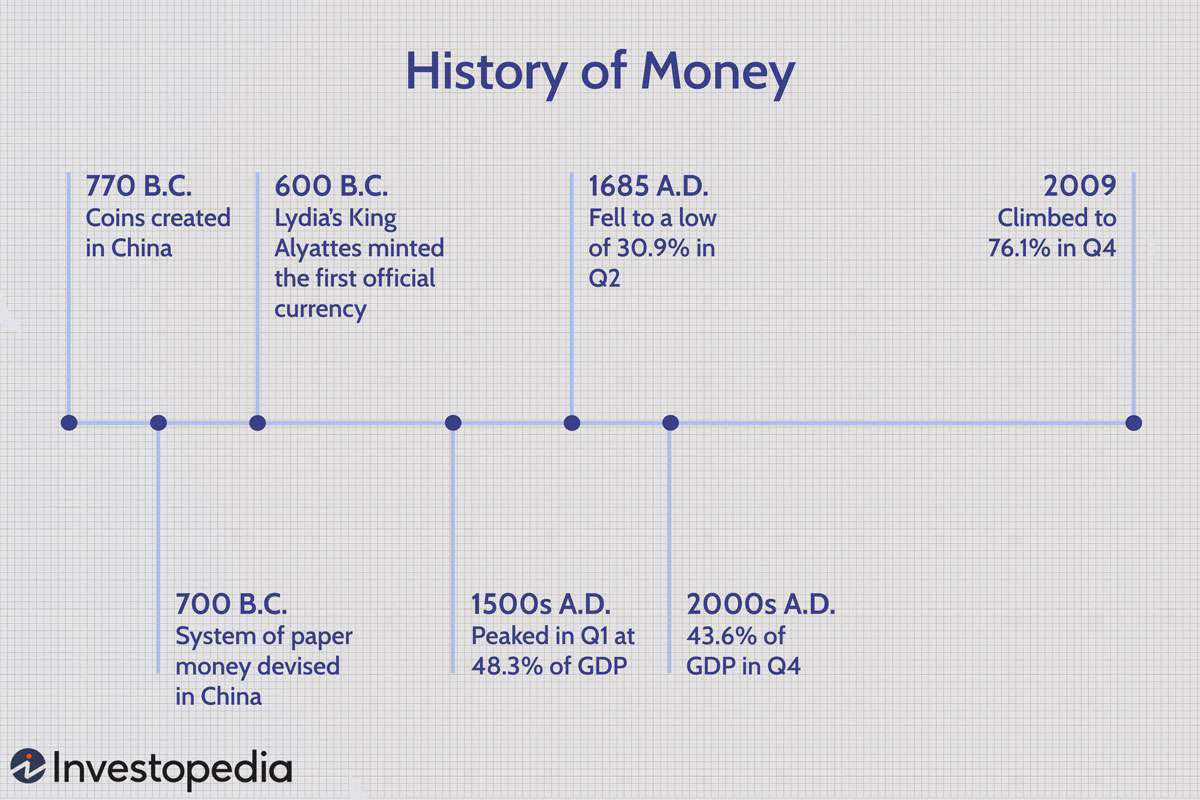 History of Money
770 B.C.
Coins created
in China
600 B.C.
Lydia’s King
Alyattes minted
the first official
currency
1685 A.D.
Fell to a low
of 30.9% in
Q2
2009
Climbed to
76.1% in Q4
700 B.C.
System of paper
money devised
in China
1500s A.D.
Peaked in Q1 at
48.3% of GDP
2000s A.D.
43.6% of
GDP in Q4
Investopedia